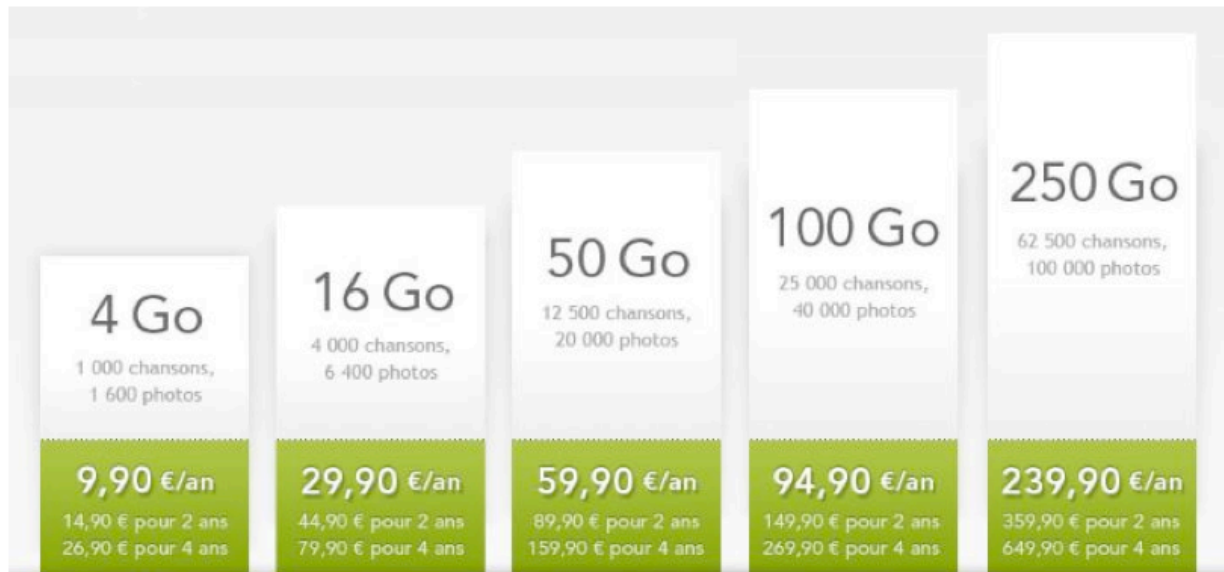 4 Go
1 000 chansons,
1 600 photos
9,90 €/an
14,90 € pour 2 ans
26,90 € pour 4 ans
16 Go
4 000 chansons,
6 400 photos
29,90 €/an
44,90 € pour 2 ans
79,90 € pour 4 ans
50 Go
12 500 chansons,
20 000 photos
59,90 €/an
89,90 € pour 2 ans
159,90 € pour 4 ans
100 Go
25 000 chansons,
40 000 photos
94,90 €/an
149,90 € pour 2 ans
269,90 € pour 4 ans
250 Go
62 500 chansons,
100 000 photos
239,90 €/an
359,90 € pour 2 ans
649,90 € pour 4 ans